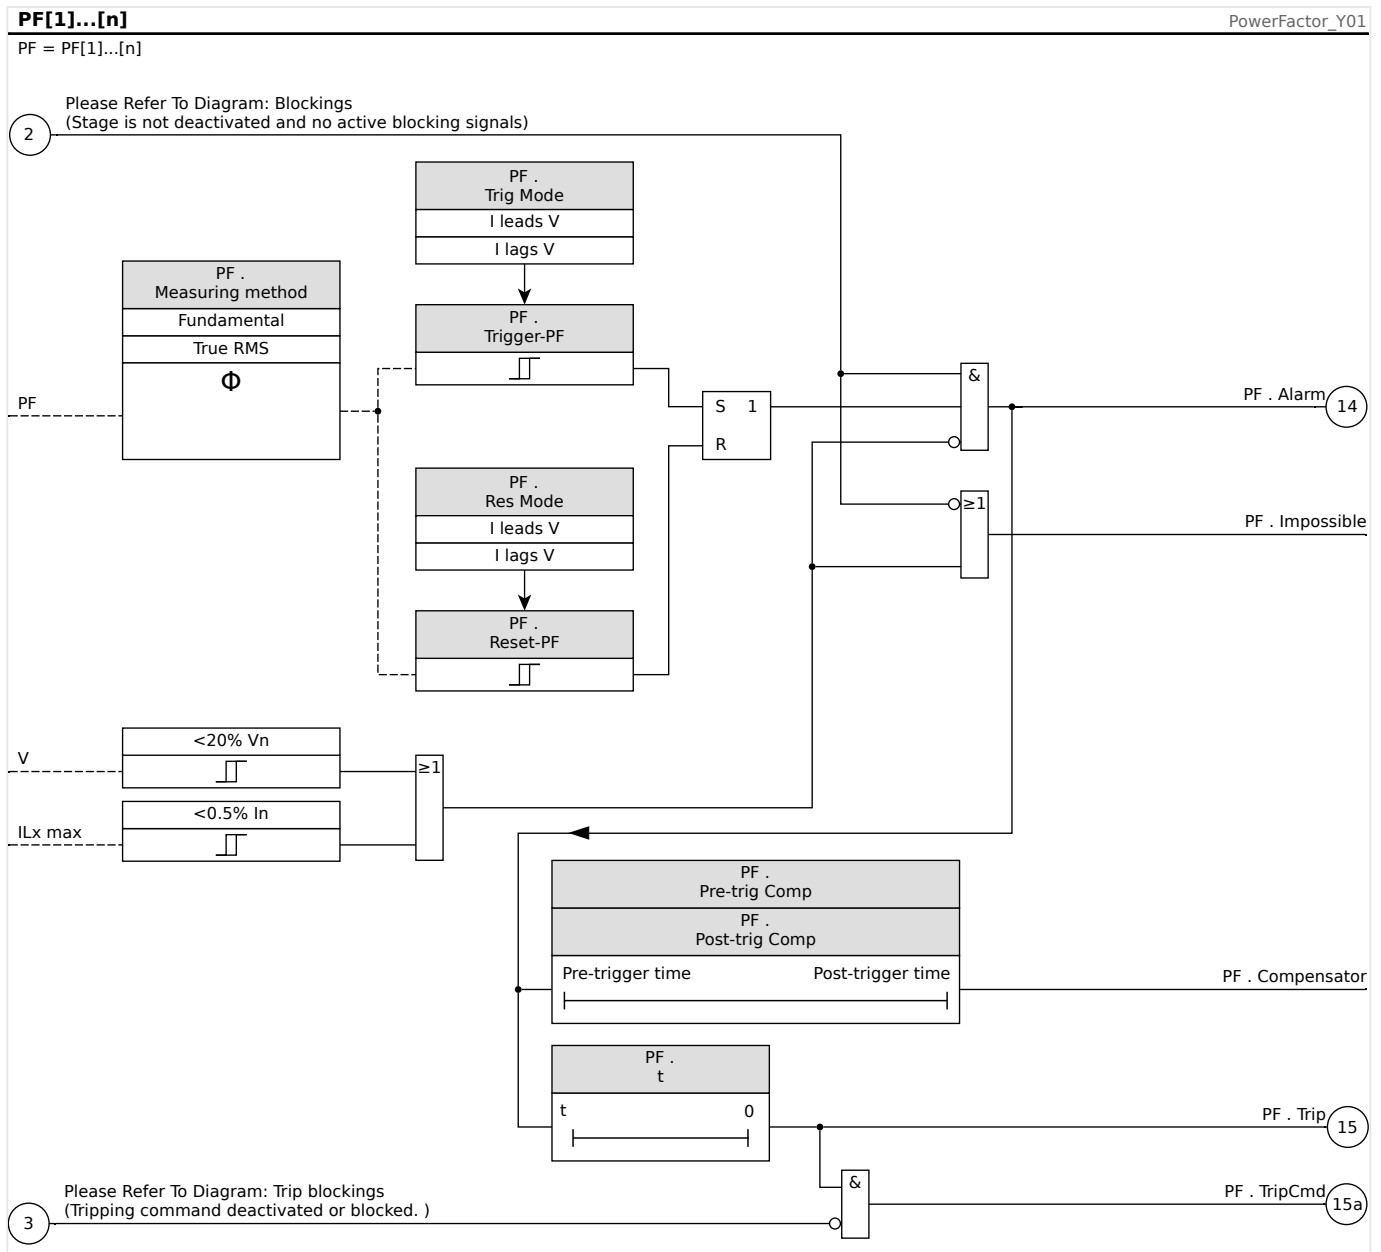 PF[1]...[n]
PowerFactor_Y01
PF = PF[1]...[n]
Please Refer To Diagram: Blockings
2
(Stage is not deactivated and no active blocking signals)
PF .
Trig Mode
I leads V
I lags V
PF .
Measuring method
Fundamental
True RMS
Φ
PF
PF .
Trigger-PF
S 1
R
&
PF . Alarm
14
PF .
Res Mode
I leads V
I lags V
≥1
PF . Impossible
PF .
Reset-PF
<20% Vn
V
≥1
<0.5% In
ILx max
PF .
Pre-trig Comp
PF .
Post-trig Comp
Pre-trigger time Post-trigger time
PF . Compensator
PF .
t
t 0
PF . Trip
15
&
Please Refer To Diagram: Trip blockings
3
(Tripping command deactivated or blocked. )
PF . TripCmd
15a